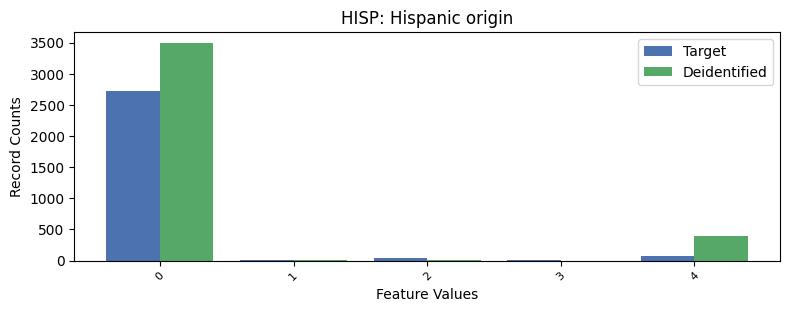 HISP: Hispanic origin
Target
Deidentified
Record Counts
3500
3000
2500
2000
1500
1000
500
0
0 1 2 3 4
Feature Values